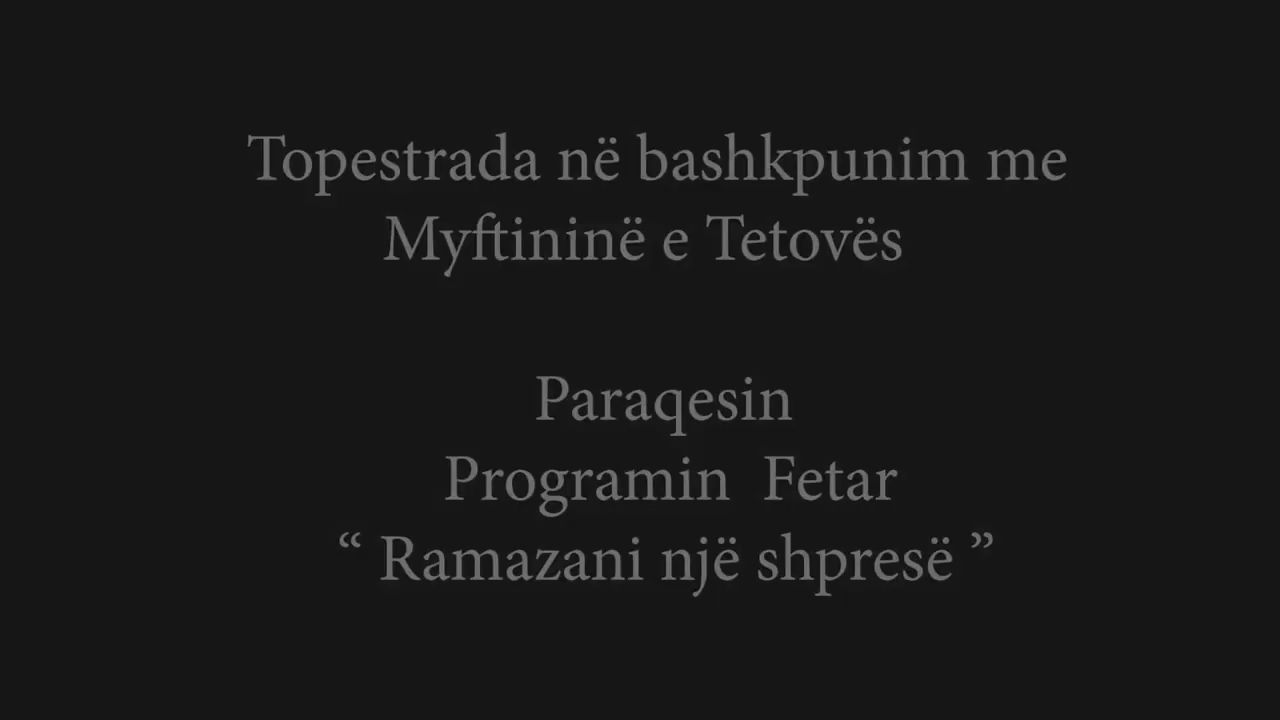 Topestrada në bashkpunim me
Myftininë e Tetovës
Paraqesin
Programin Fetar
“ Ramazani një shpresë ”